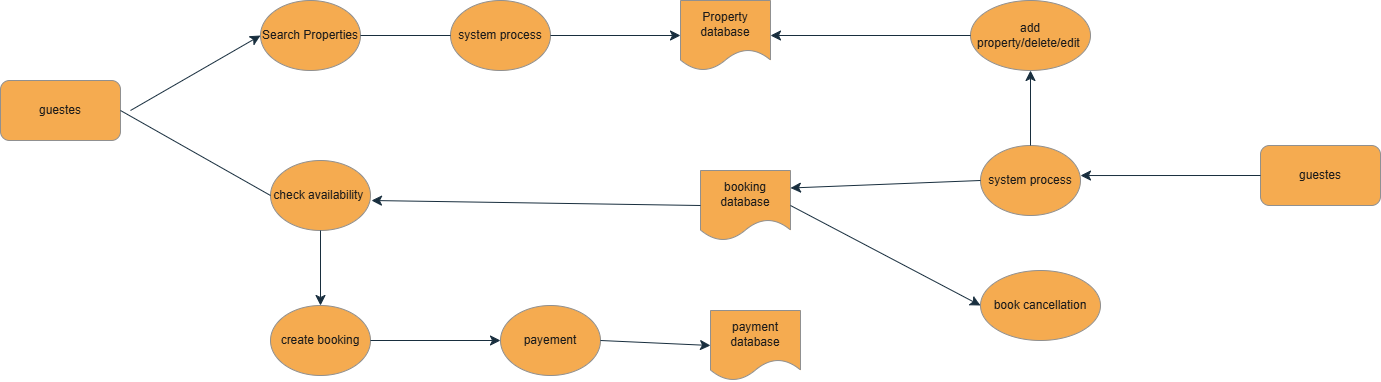 Search Properties
system process
Property
database
add
property/delete/edit
guestes
check availability
booking
database
system process
guestes
book cancellation
create booking
payement
payment
database